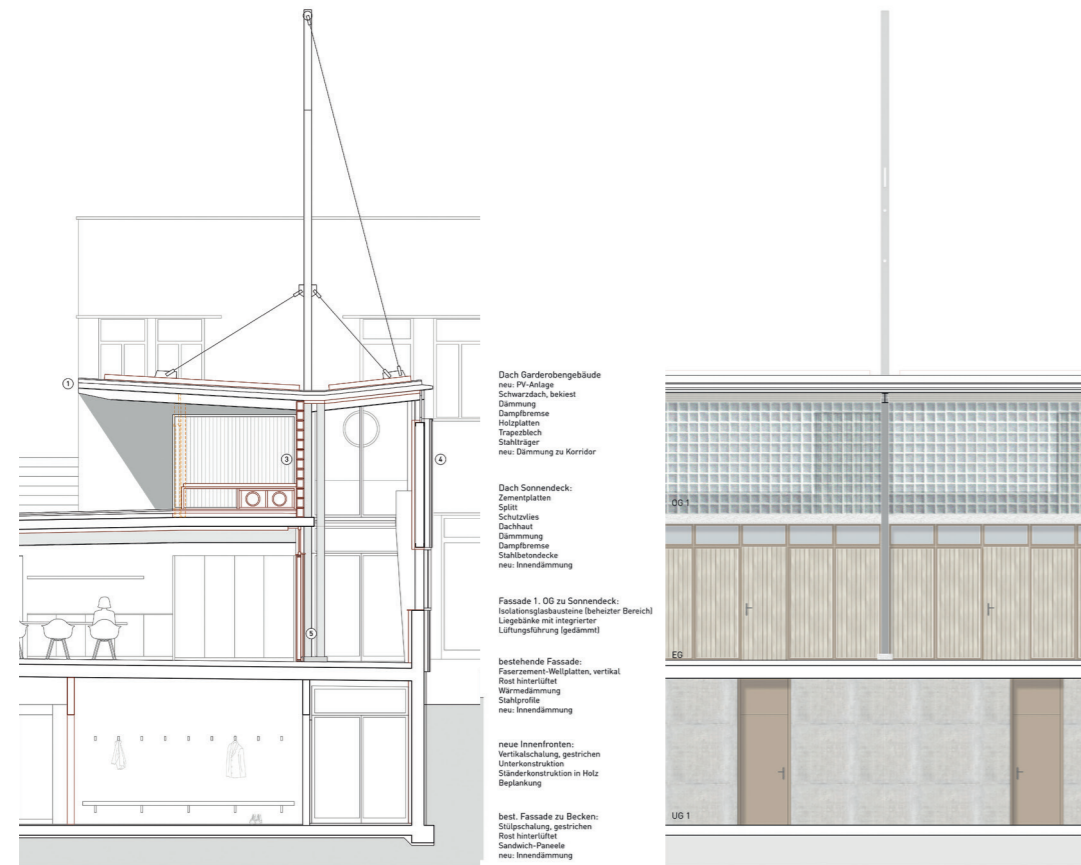 1
3
4
5
Dach Garderobengebäude
neu: PV-Anlage
Schwarzdach, bekiest
Dämmung
Dampfbremse
Holzplatten
Trapezblech
Stahlträger
neu: Dämmung zu Korridor
Dach Sonnendeck:
Zementplatten
Splitt
Schutzvlies
Dachhaut
Dämmmung
Dampfbremse
Stahlbetondecke
neu: Innendämmung
Fassade 1. OG zu Sonnendeck:
Isolationsglasbausteine (beheizter Bereich)
Liegebänke mit integrierter
Lüftungsführung (gedämmt)
bestehende Fassade:
Faserzement-Wellplatten, vertikal
Rost hinterlüftet
Wärmedämmung
Stahlprofile
neu: Innendämmung
neue Innenfronten:
Vertikalschalung, gestrichen
Unterkonstruktion
Ständerkonstruktion in Holz
Beplankung
best. Fassade zu Becken:
Stülpschalung, gestrichen
Rost hinterlüftet
Sandwich-Paneele
neu: Innendämmung
OG 1
EG
UG 1